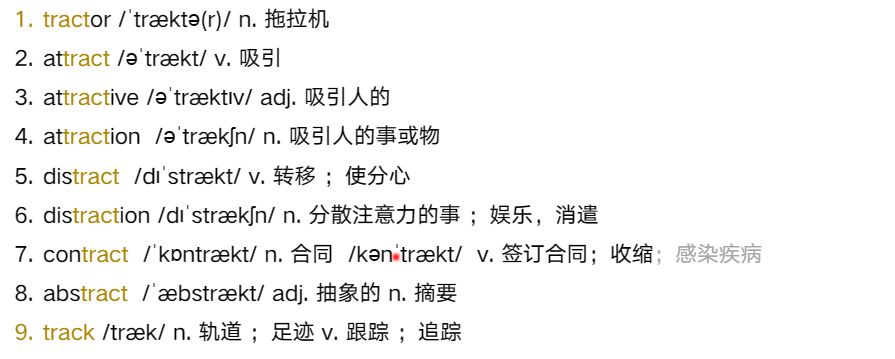 1. tractor /ˈtræktə(r)/ n. 拖拉机
2. attract /əˈtrækt/ v. 吸引
3. attractive /əˈtræktɪv/ adj. 吸引人的
4. attraction /əˈtrækʃn/ n. 吸引人的事或物
5. distract /dɪˈstrækt/ v. 转移 ；使分心
6. distraction /dɪˈstrækʃn/ n. 分散注意力的事 ；娱乐，消遣
7. contract /ˈkɒntrækt/ n. 合同 /kənˈtrækt/ v. 签订合同；收缩；感染疾病
8. abstract /ˈæbstrækt/ adj. 抽象的 n. 摘要
9. track /træk/ n. 轨道 ；足迹 v. 跟踪 ；追踪